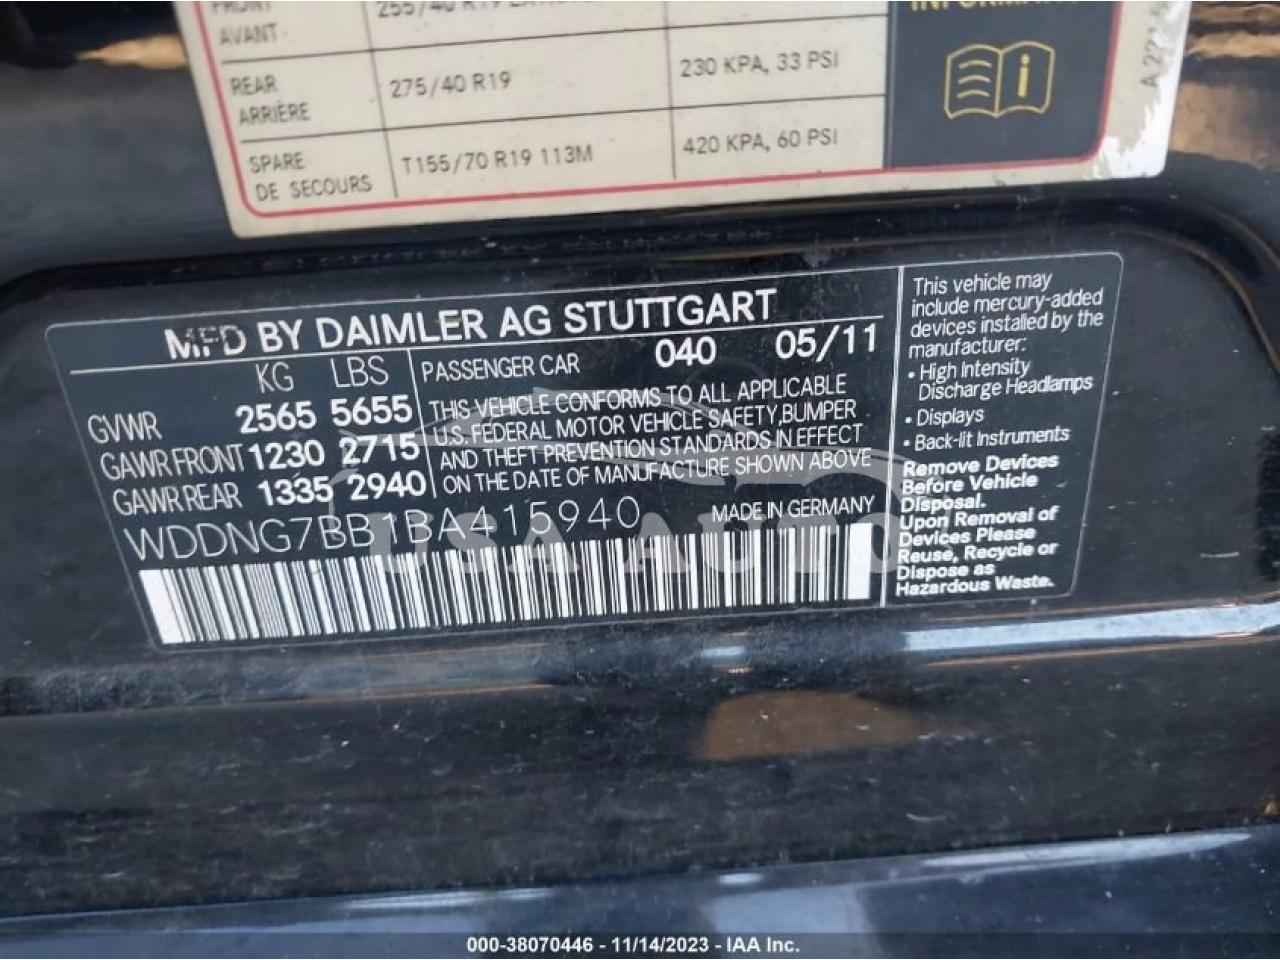 FRONT 255/40 R19
AVANT
REAR 275/40 R19 230 KPA, 33 PSI
ARRIÈRE
SPARE T155/70 R19 113M 420 KPA, 60 PSI
DE SECOURS
MFD BY DAIMLER AG STUTTGART
KG LBS PASSENGER CAR 040 05/11
GVWR 2565 5655
GAWR FRONT 1230 2715
GAWR REAR 1335 2940
THIS VEHICLE CONFORMS TO ALL APPLICABLE
U.S. FEDERAL MOTOR VEHICLE SAFETY, BUMPER
AND THEFT PREVENTION STANDARDS IN EFFECT
ON THE DATE OF MANUFACTURE SHOWN ABOVE
WDDNG7BB1BA415940 MADE IN GERMANY
This vehicle may
include mercury-added
devices installed by the
manufacturer:
• High Intensity
Discharge Headlamps
• Displays
• Back-lit Instruments
Remove Devices
Before Vehicle
Disposal.
Upon Removal of
Devices Please
Reuse, Recycle or
Dispose as
Hazardous Waste.
USA AUTO
000-38070446 - 11/14/2023 - IAA Inc.